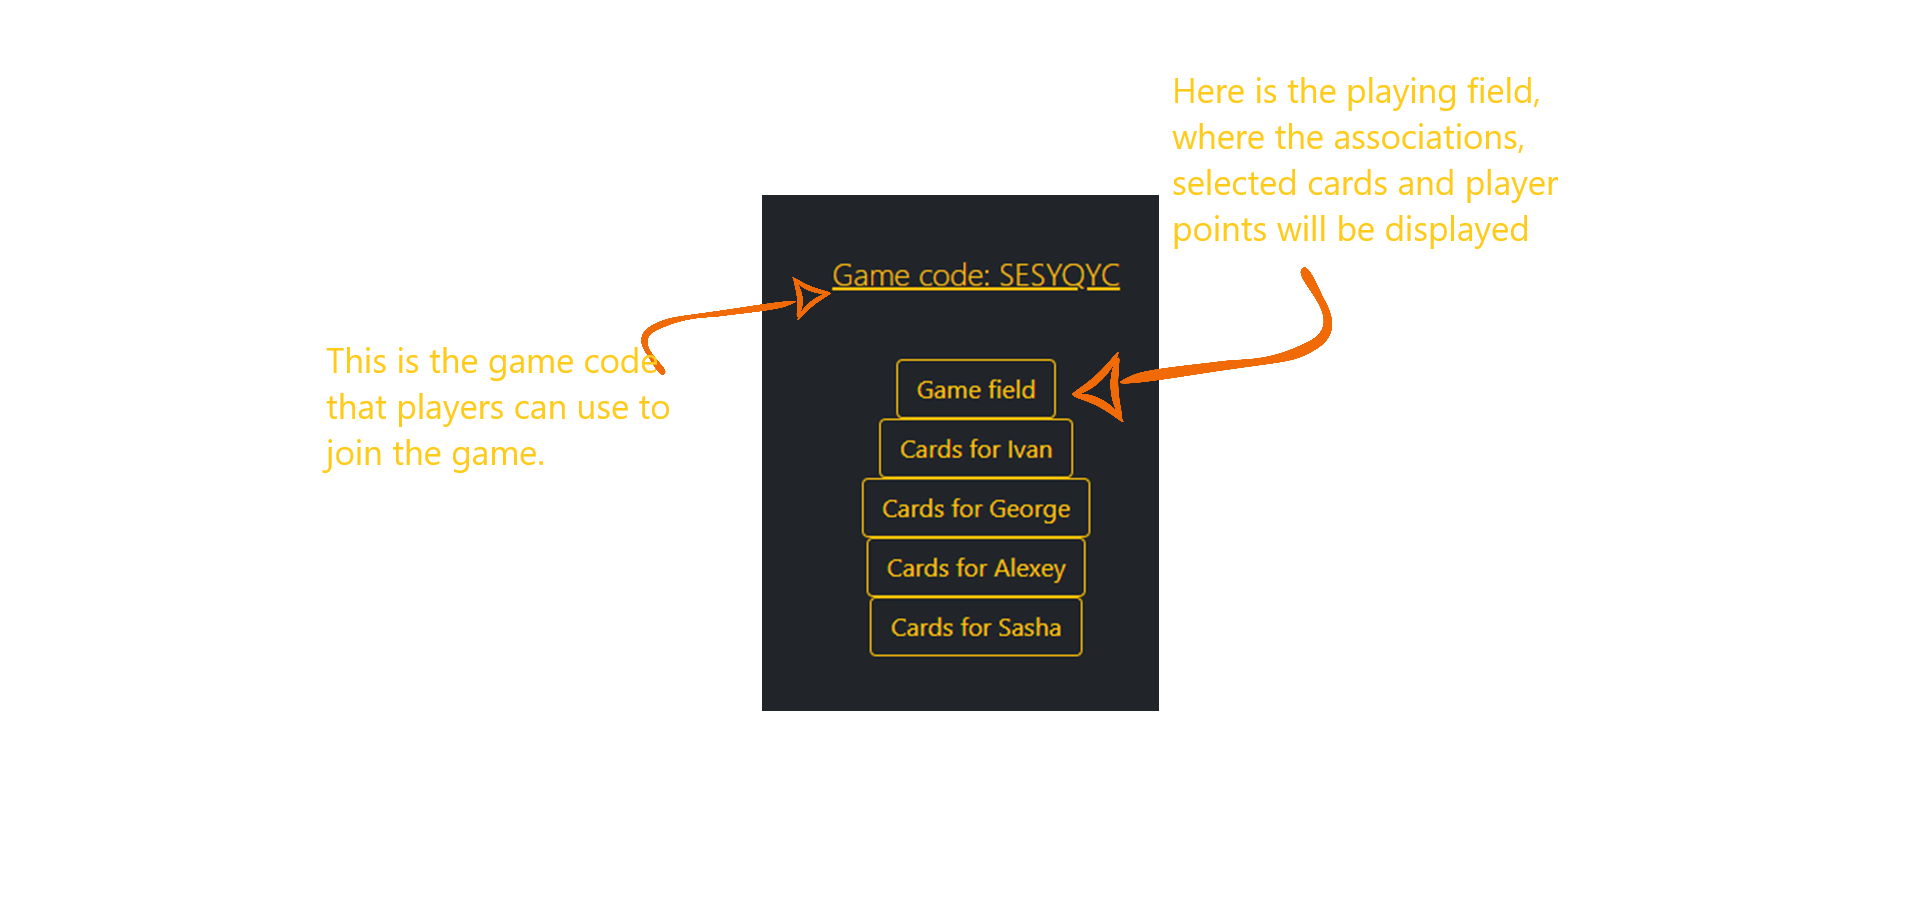 Here is the playing field,
where the associations,
selected cards and player
points will be displayed
Game code: SESYQYC
This is the game code
that players can use to
join the game.
Game field
Cards for Ivan
Cards for George
Cards for Alexey
Cards for Sasha